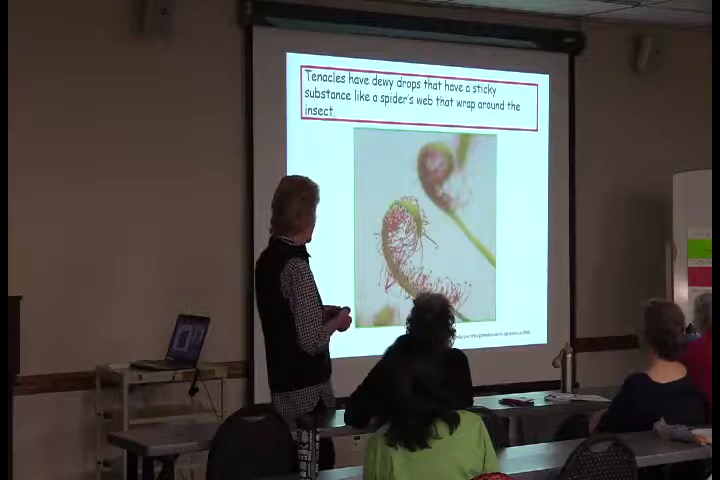 Tenacles have dewy drops that have a sticky
substance like a spider's web that wrap around the
insect.